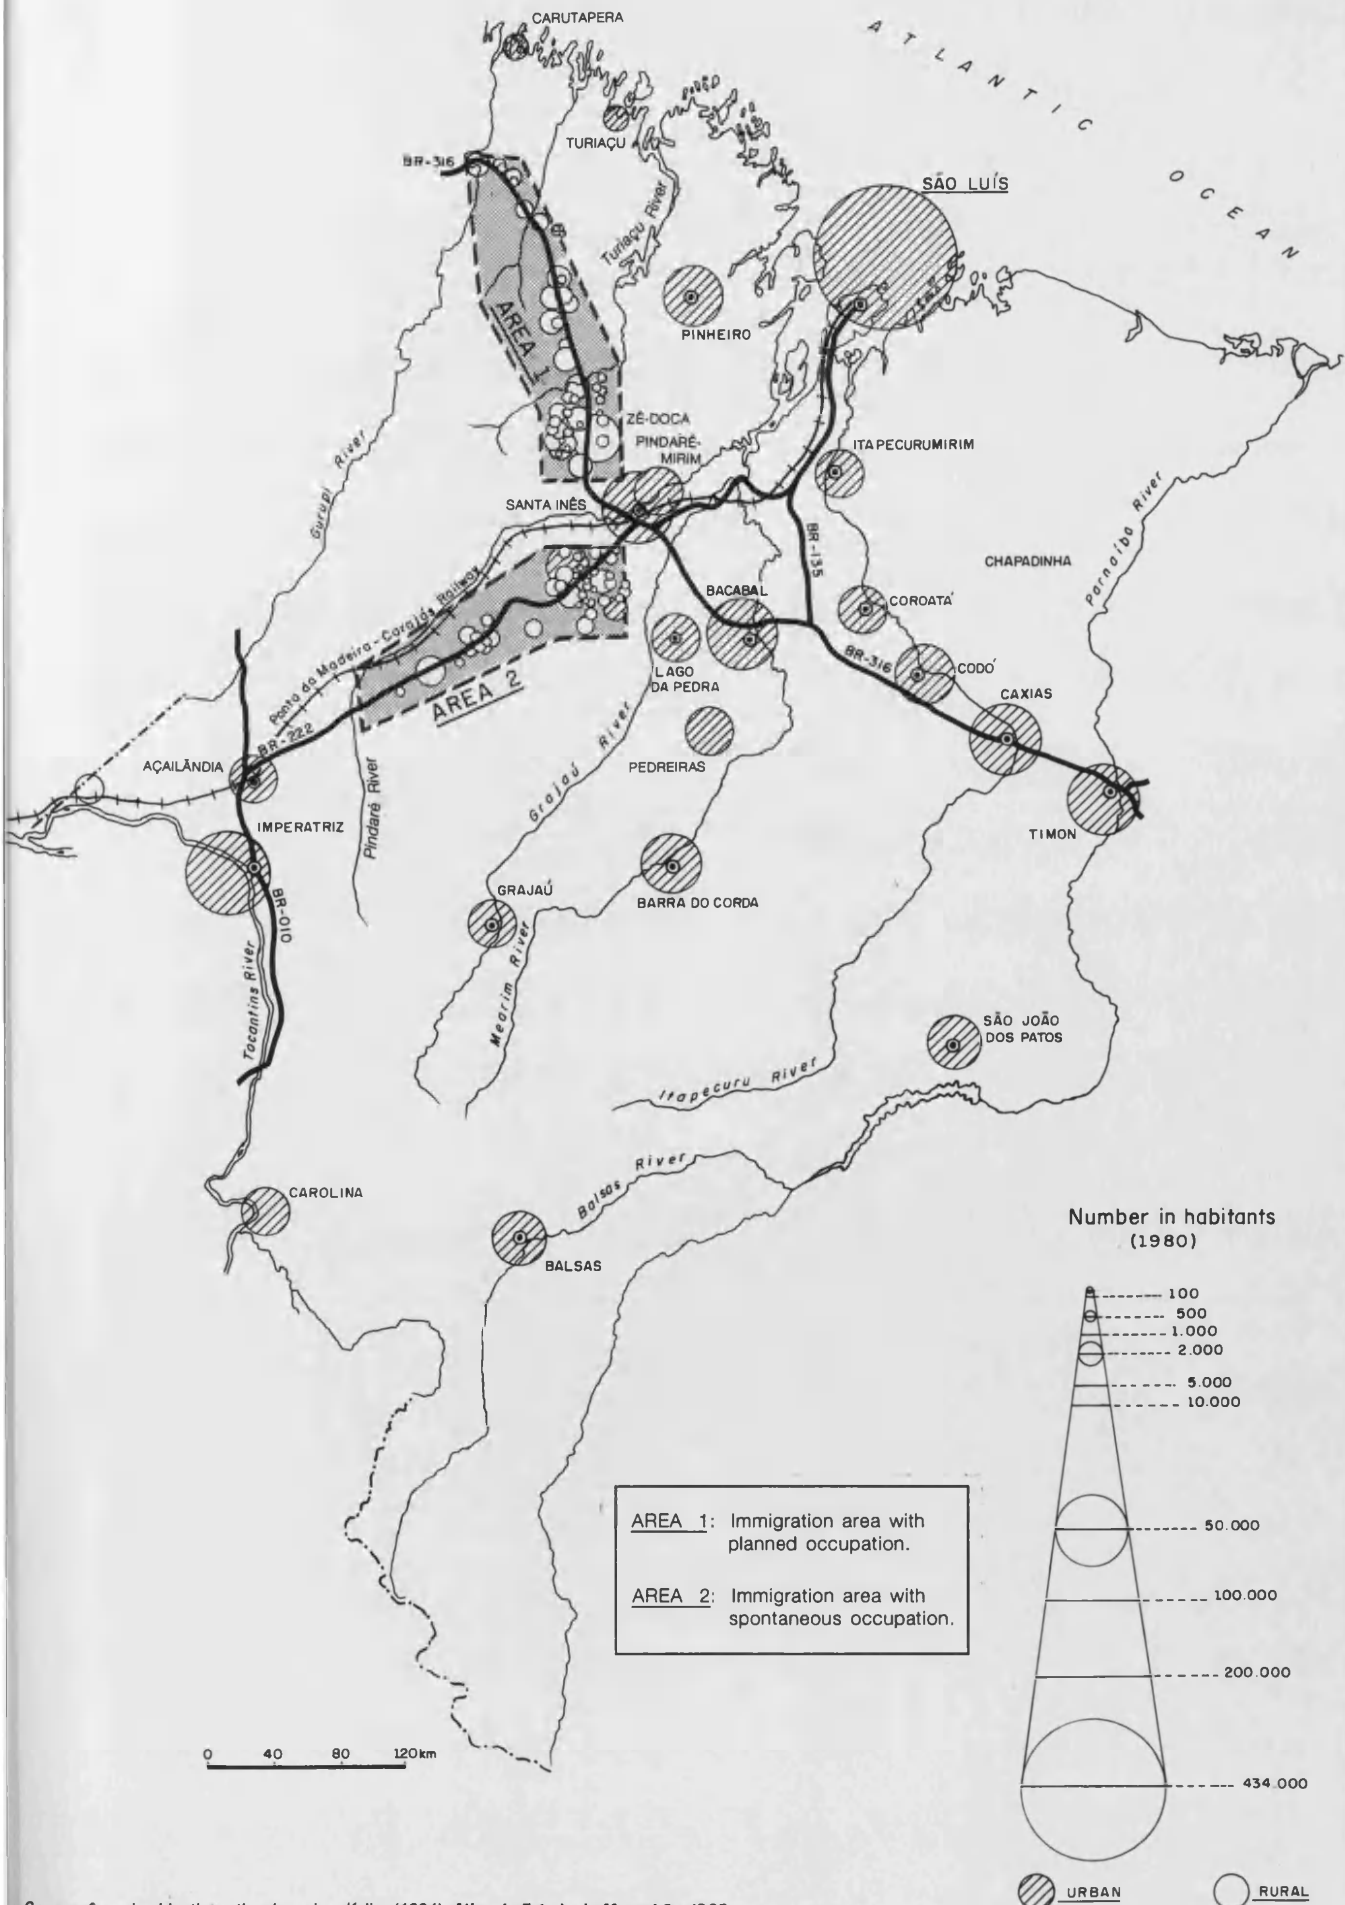 CARUTAPERA
ATLANTIC OCEAN
TURIAÇU
BR-316
SÃO LUÍS
Turiaçu River
PINHEIRO
AREA 1
ZÉ-DOCA
PINDARÉ-
MIRIM
ITAPECURUMIRIM
SANTA INÊS
Gurupi River
Parnaíba River
BR-135
CHAPADINHA
Ponta da Madeira-Carajás Railway
BACABAL
COROATÁ
LAGO
DA PEDRA
BR-316
CODÓ
CAXIAS
AREA 2
BR-222
AÇAILÂNDIA
PEDREIRAS
Pindaré River
Grajaú River
IMPERATRIZ
TIMON
BR-010
GRAJAÚ
BARRA DO CORDA
Tocantins River
Mearim River
SÃO JOÃO
DOS PATOS
Itapecuru River
CAROLINA
Balsas River
BALSAS
Number in habitants
(1980)
100
500
1.000
2.000
5.000
10.000
50.000
100.000
200.000
434.000
AREA 1: Immigration area with
planned occupation.
AREA 2: Immigration area with
spontaneous occupation.
0 40 80 120km
URBAN RURAL